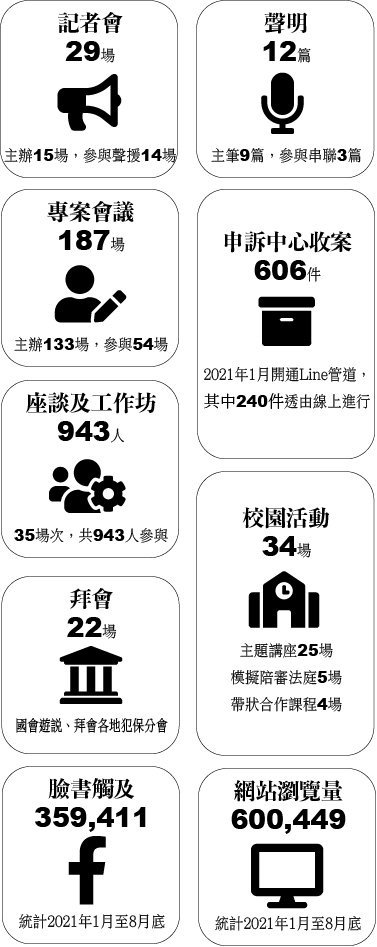 記者會
29場
主辦15場，參與聲援14場
聲明
12篇
主筆9篇，參與串聯3篇
專案會議
187場
主辦133場，參與54場
申訴中心收案
606件
2021年1月開通Line管道，
其中240件透由線上進行
座談及工作坊
943人
35場次，共943人參與
校園活動
34場
主題講座25場
模擬陪審法庭5場
帶狀合作課程4場
拜會
22場
國會遊說、拜會各地犯保分會
臉書觸及
359,411
統計2021年1月至8月底
網站瀏覽量
600,449
統計2021年1月至8月底